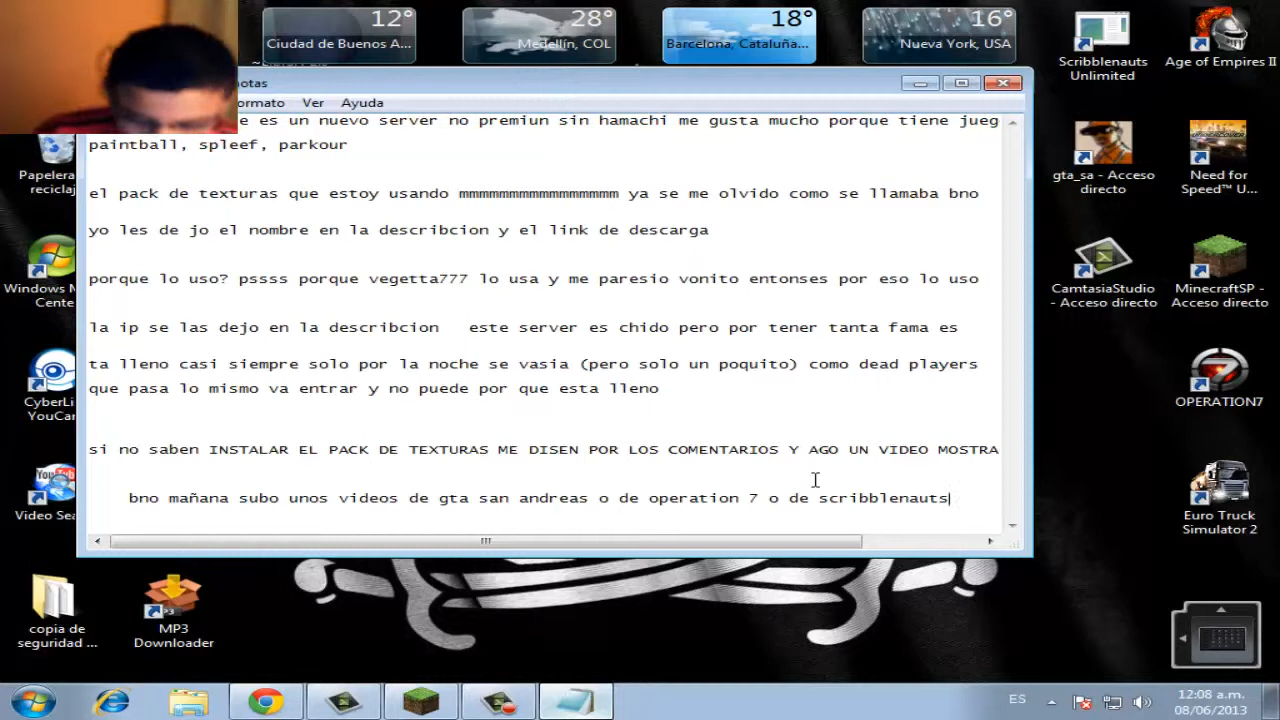 12°
28°
18°
16°
Ciudad de Buenos A...
Medellín, COL
Barcelona, Cataluña...
Nueva York, USA
Scribblenauts Unlimited
Age of Empires II
notas
ormato Ver Ayuda
e es un nuevo server no premiun sin hamachi me gusta mucho porque tiene jueg
paintball, spleef, parkour
el pack de texturas que estoy usando mmmmmmmmmmmmmmmm ya se me olvido como se llamaba bno
yo les de jo el nombre en la describcion y el link de descarga
porque lo uso? pssss porque vegetta777 lo usa y me paresio vonito entonses por eso lo uso
la ip se las dejo en la describcion este server es chido pero por tener tanta fama es
ta lleno casi siempre solo por la noche se vasia (pero solo un poquito) como dead players
que pasa lo mismo va entrar y no puede por que esta lleno
si no saben INSTALAR EL PACK DE TEXTURAS ME DISEN POR LOS COMENTARIOS Y AGO UN VIDEO MOSTRA
bno mañana subo unos videos de gta san andreas o de operation 7 o de scribblenauts
Papelera
reciclaj
Windows M
Cente
CyberLi
YouCar
Video Sea
gta_sa - Acceso
directo
Need for
Speed™ U...
CamtasiaStudio
- Acceso directo
MinecraftSP -
Acceso directo
OPERATION7
Euro Truck
Simulator 2
copia de
seguridad ...
MP3
Downloader
ES
12:08 a.m.
08/06/2013